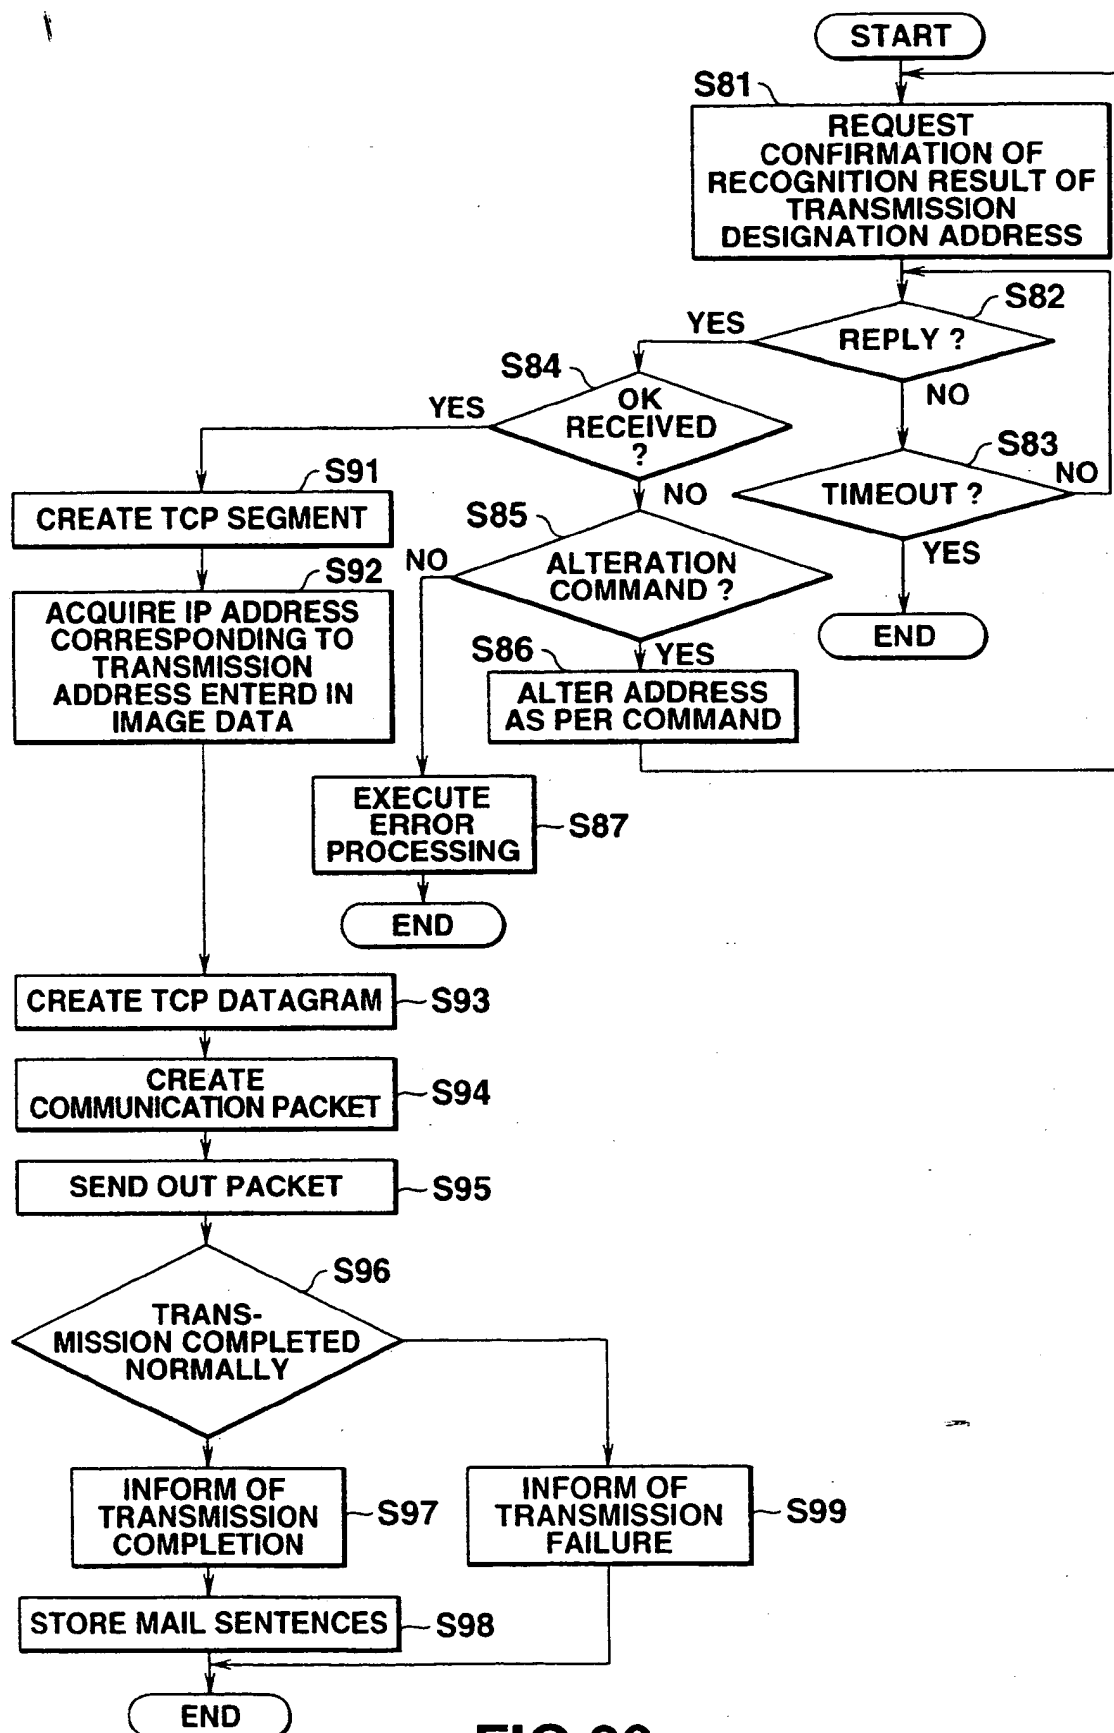 START
S81
REQUEST
CONFIRMATION OF
RECOGNITION RESULT OF
TRANSMISSION
DESIGNATION ADDRESS
S82
REPLY ?
YES
NO
S83
TIMEOUT ?
NO
YES
END
S84
OK
RECEIVED
?
YES
NO
S85
ALTERATION
COMMAND ?
NO
YES
S86
ALTER ADDRESS
AS PER COMMAND
EXECUTE
ERROR
PROCESSING
S87
END
S91
CREATE TCP SEGMENT
S92
ACQUIRE IP ADDRESS
CORRESPONDING TO
TRANSMISSION
ADDRESS ENTERD IN
IMAGE DATA
CREATE TCP DATAGRAM
S93
CREATE
COMMUNICATION PACKET
S94
SEND OUT PACKET
S95
S96
TRANS-
MISSION COMPLETED
NORMALLY
INFORM OF
TRANSMISSION
COMPLETION
S97
INFORM OF
TRANSMISSION
FAILURE
S99
STORE MAIL SENTENCES
S98
END